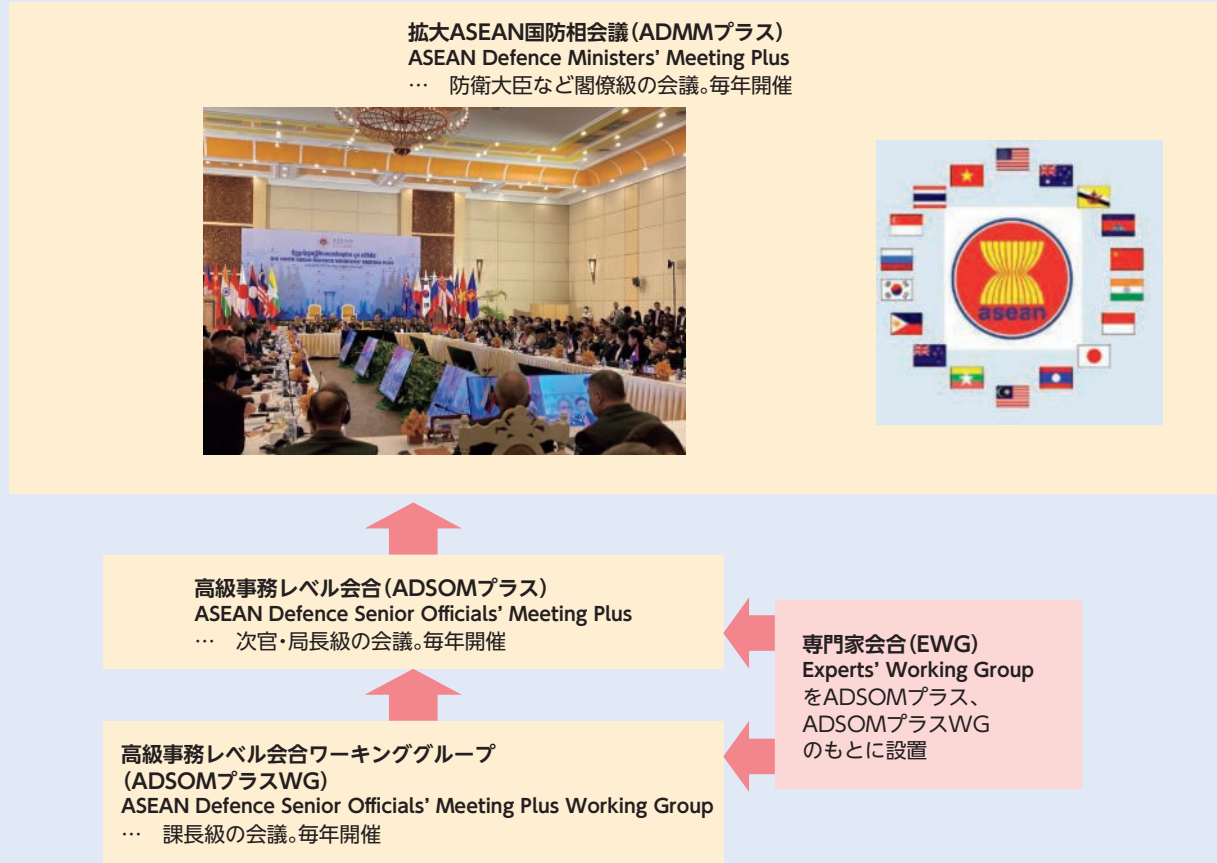 拡大ASEAN国防相会議（ADMMプラス）
ASEAN Defence Ministers’ Meeting Plus
… 防衛大臣など閣僚級の会議。毎年開催
ASEAN DEFENCE MINISTERS’ MEETING PLUS
asean
高級事務レベル会合（ADSOMプラス）
ASEAN Defence Senior Officials’ Meeting Plus
… 次官・局長級の会議。毎年開催
専門家会合（EWG）
Experts’ Working Group
をADSOMプラス、
ADSOMプラスWG
のもとに設置
高級事務レベル会合ワーキンググループ
（ADSOMプラスWG）
ASEAN Defence Senior Officials’ Meeting Plus Working Group
… 課長級の会議。毎年開催